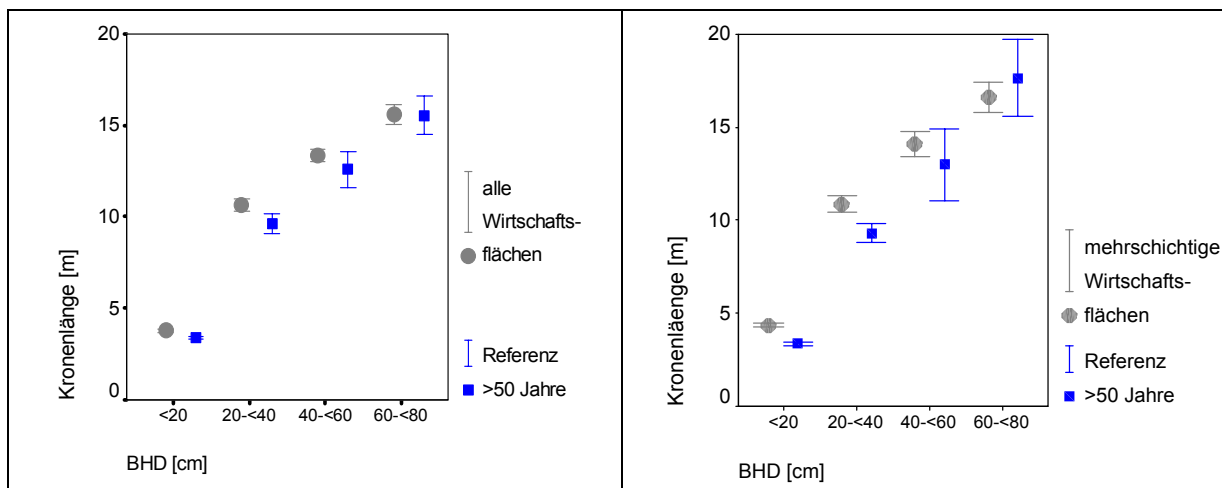 20
15
10
5
0
Kronenlänge [m]
<20 20-<40 40-<60 60-<80
BHD [cm]
alle
Wirtschafts-
flächen
Referenz
>50 Jahre
20
15
10
5
0
Kronenläenge [m]
<20 20-<40 40-<60 60-<80
BHD [cm]
mehrschichtige
Wirtschafts-
flächen
Referenz
>50 Jahre